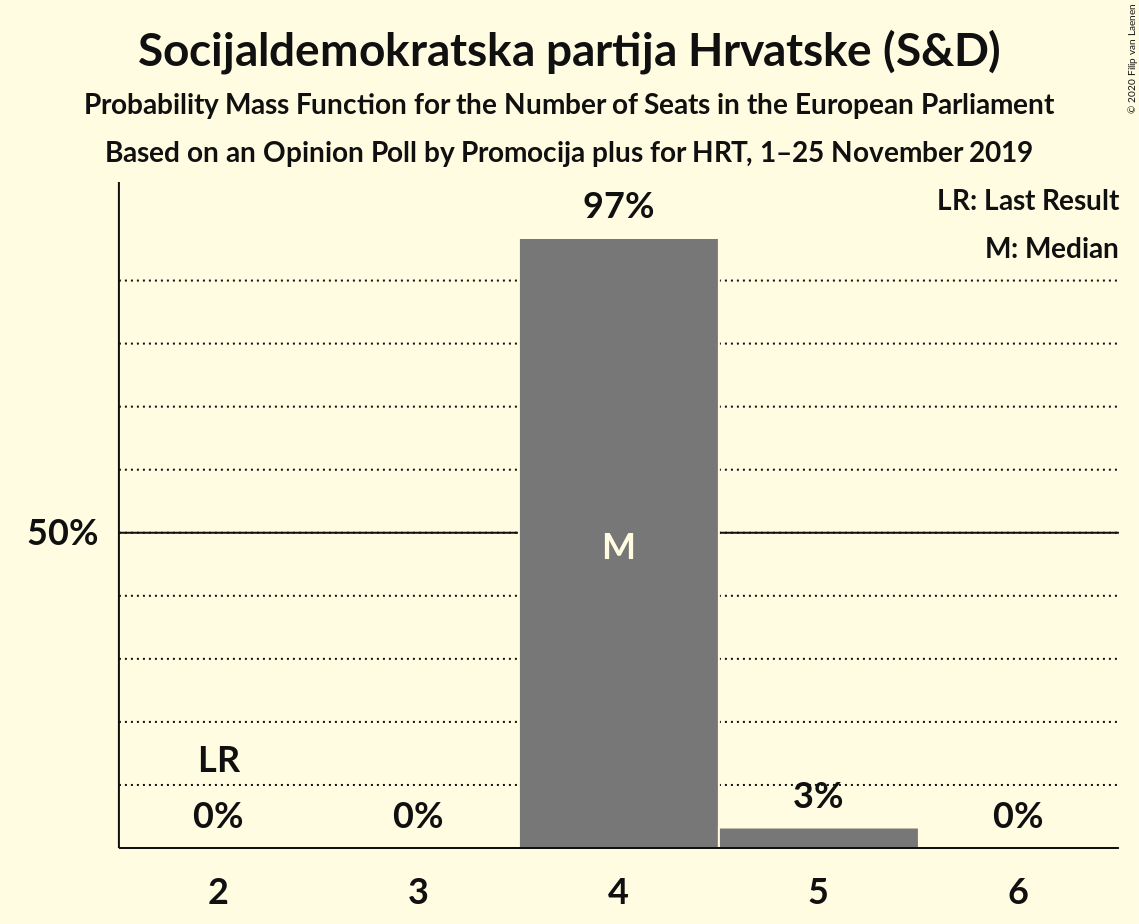 Socijaldemokratska partija Hrvatske (S&D)
Probability Mass Function for the Number of Seats in the European Parliament
Based on an Opinion Poll by Promocija plus for HRT, 1–25 November 2019
© 2020 Filip van Laenen
LR: Last Result
M: Median
97%
50%
M
LR
0%
0%
3%
0%
2
3
4
5
6